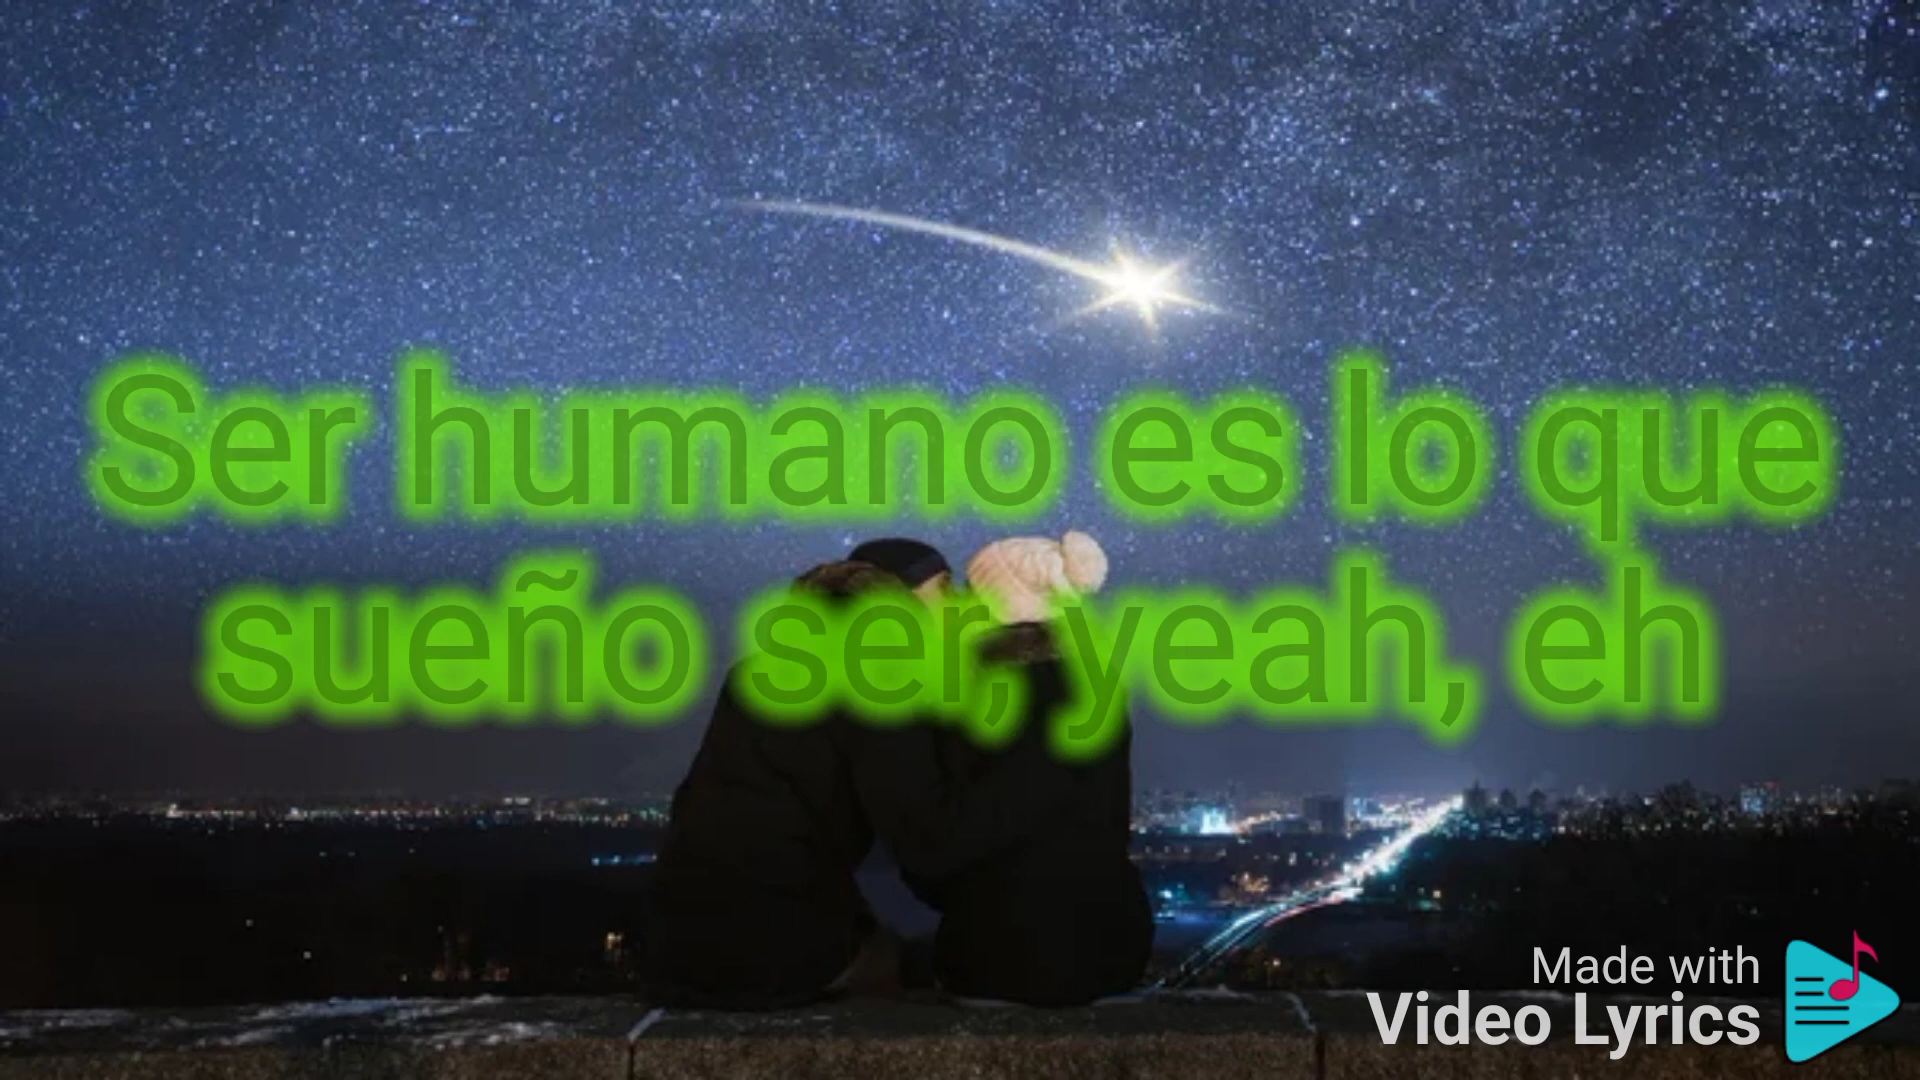 Ser humano es lo que
sueño ser, yeah, eh
Made with
Video Lyrics